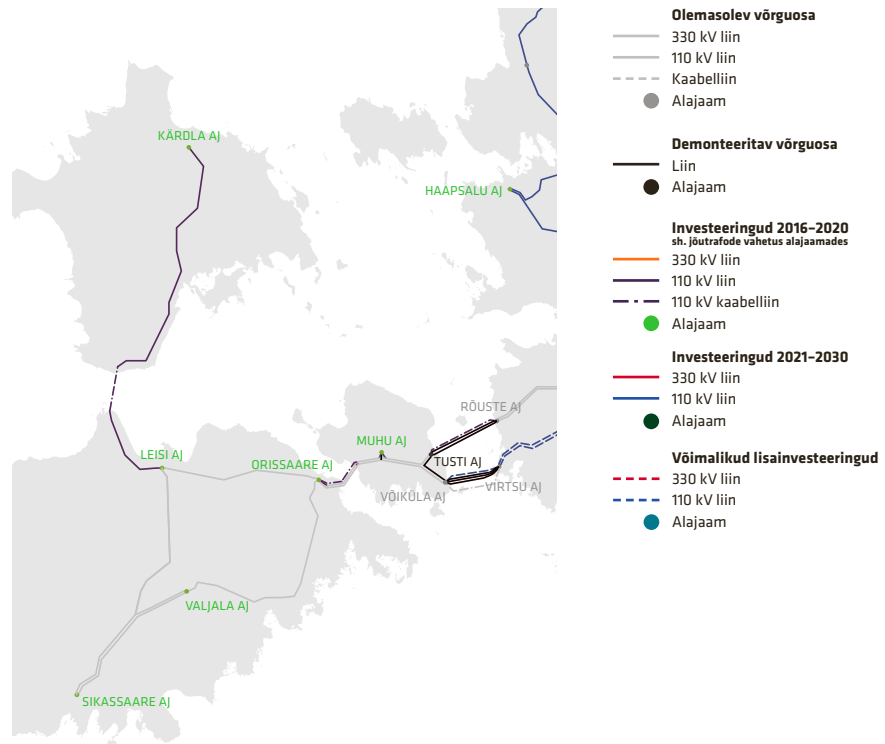 KÄRDLA AJ
HAAPSALU AJ
RÕUSTE AJ
MUHU AJ
LEISI AJ
ORISSAARE AJ
TUSTI AJ
VÕIKÜLA AJ
VIRTSU AJ
VALJALA AJ
SIKASSAARE AJ
Olemasolev võrguosa
330 kV liin
110 kV liin
Kaabelliin
Alajaam
Demonteeritav võrguosa
Liin
Alajaam
Investeeringud 2016–2020
sh. jõutrafode vahetus alajaamades
330 kV liin
110 kV liin
110 kV kaabelliin
Alajaam
Investeeringud 2021-2030
330 kV liin
110 kV liin
Alajaam
Võimalikud lisainvesteeringud
330 kV liin
110 kV liin
Alajaam